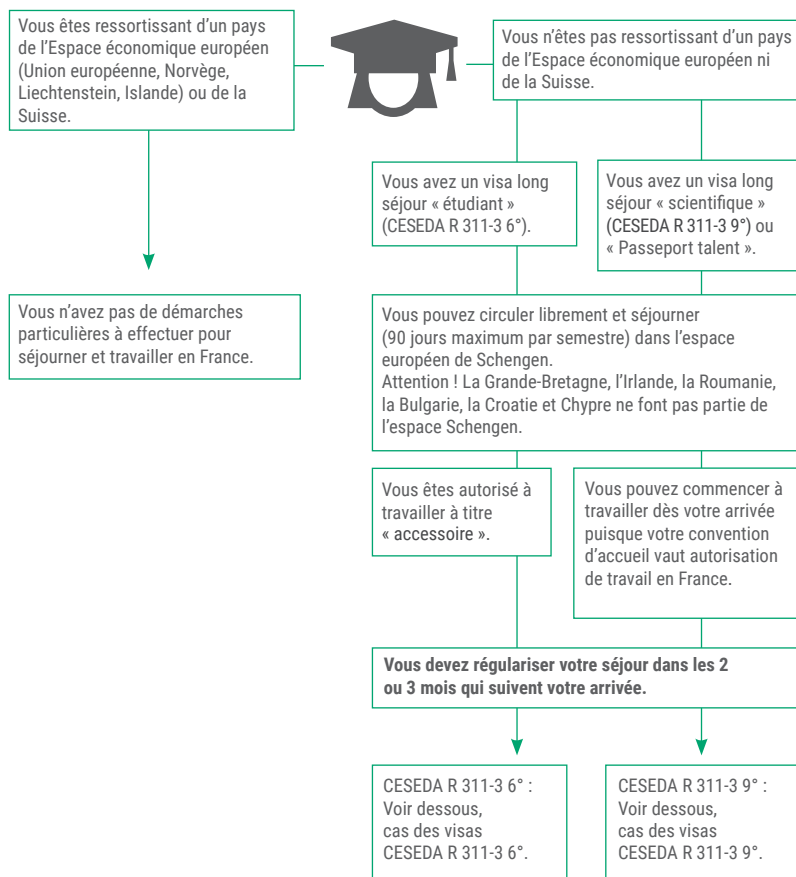 Vous êtes ressortissant d'un pays
de l'Espace économique européen
(Union européenne, Norvège,
Liechtenstein, Islande) ou de la
Suisse.
Vous n'êtes pas ressortissant d'un pays
de l'Espace économique européen ni
de la Suisse.
Vous avez un visa long
séjour « étudiant »
(CESEDA R 311-3 6°).
Vous avez un visa long
séjour « scientifique »
(CESEDA R 311-3 9°) ou
« Passeport talent ».
Vous n'avez pas de démarches
particulières à effectuer pour
séjourner et travailler en France.
Vous pouvez circuler librement et séjourner
(90 jours maximum par semestre) dans l'espace
européen de Schengen.
Attention ! La Grande-Bretagne, l'Irlande, la Roumanie,
la Bulgarie, la Croatie et Chypre ne font pas partie de
l'espace Schengen.
Vous êtes autorisé à
travailler à titre
« accessoire ».
Vous pouvez commencer à
travailler dès votre arrivée
puisque votre convention
d'accueil vaut autorisation
de travail en France.
Vous devez régulariser votre séjour dans les 2
ou 3 mois qui suivent votre arrivée.
CESEDA R 311-3 6° :
Voir dessous,
cas des visas
CESEDA R 311-3 6°.
CESEDA R 311-3 9° :
Voir dessous,
cas des visas
CESEDA R 311-3 9°.